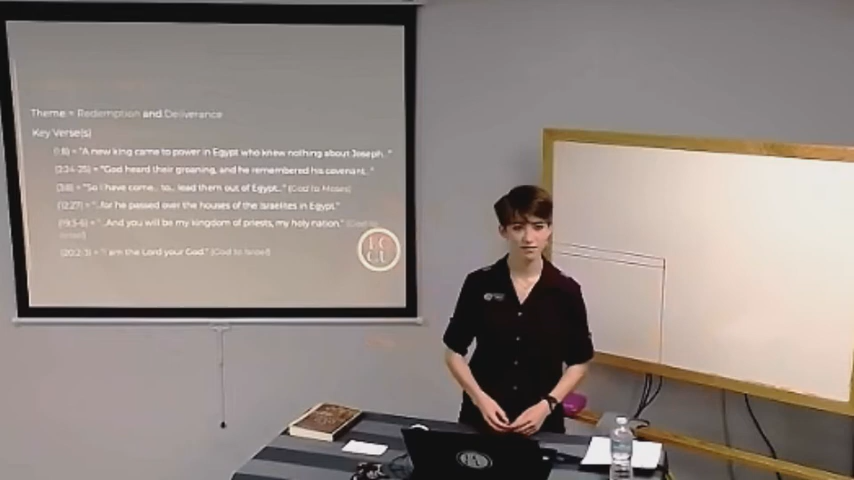 Theme = Redemption and Deliverance
Key Verse(s)
(1:8) = "A new king came to power in Egypt who knew nothing about Joseph.."
(2:24-25) = "God heard their groaning, and he remembered his covenant.."
(3:8) = "So I have come.. to.. lead them out of Egypt.." (God to Moses)
(12:27) = "..for he passed over the houses of the Israelites in Egypt."
(19:5-6) = "..And you will be my kingdom of priests, my holy nation." (God to
Israel)
(20:2-3) = "I am the Lord your God." (God to Israel)